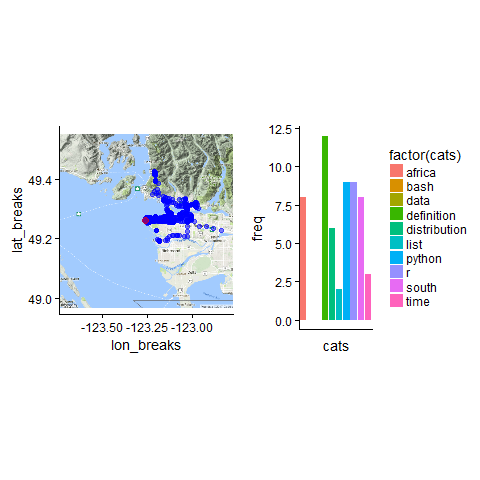 49.4
49.2
49.0
lat_breaks
-123.50 -123.25 -123.00
lon_breaks
Richmond
Delta
12.5
10.0
7.5
5.0
2.5
0.0
freq
cats
factor(cats)
africa
bash
data
definition
distribution
list
python
r
south
time